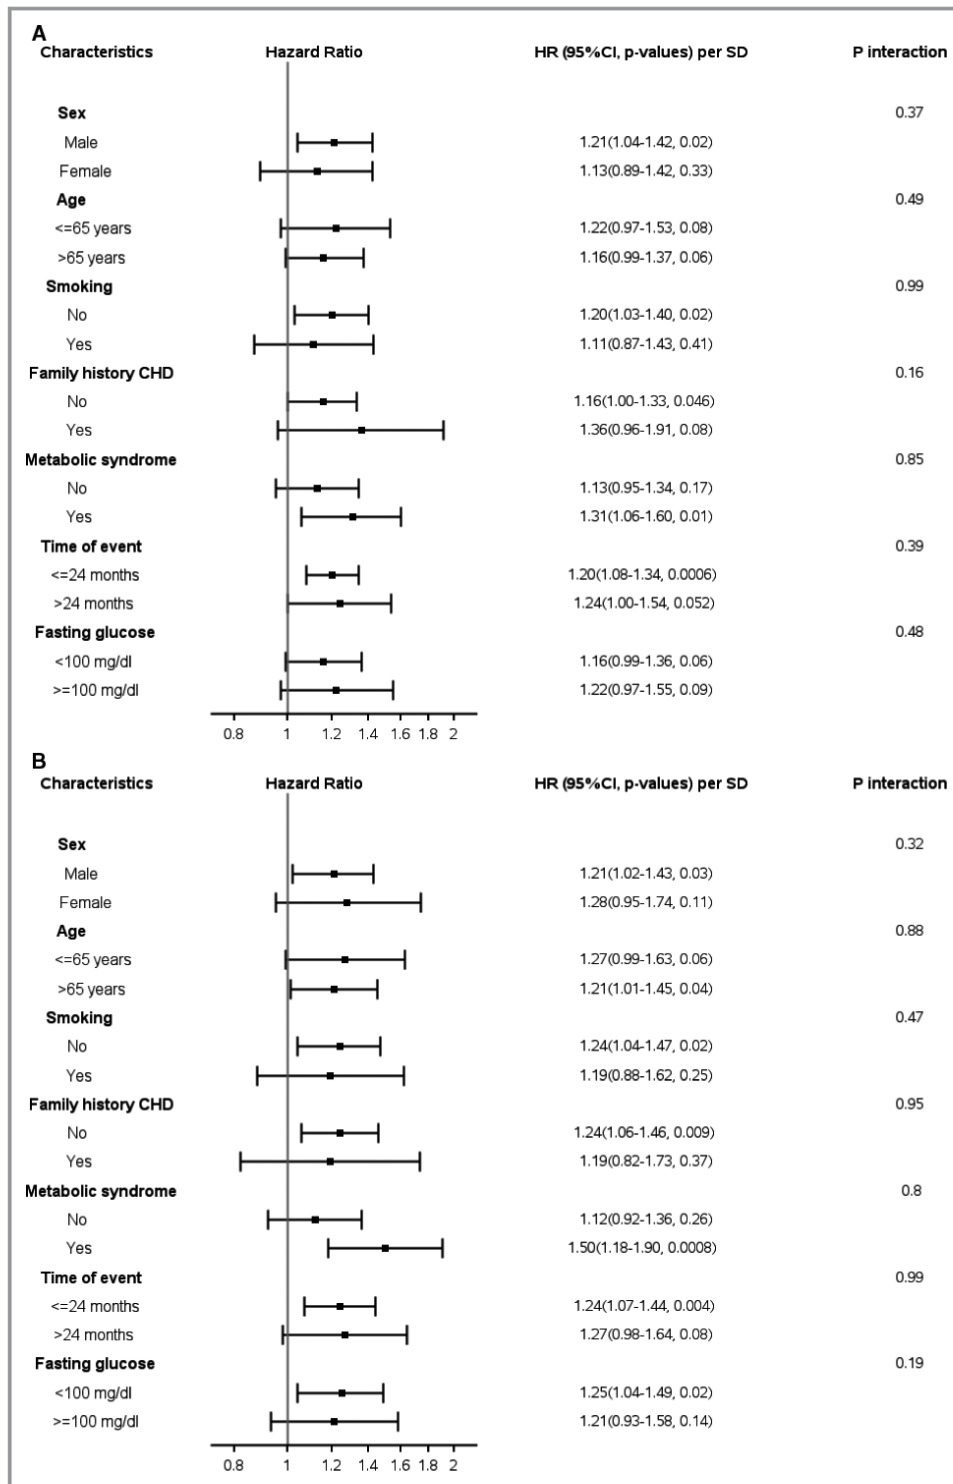 A
Characteristics Hazard Ratio HR (95%CI, p-values) per SD P interaction
Sex 0.37
Male 1.21(1.04-1.42, 0.02)
Female 1.13(0.89-1.42, 0.33)
Age 0.49
<=65 years 1.22(0.97-1.53, 0.08)
>65 years 1.16(0.99-1.37, 0.06)
Smoking 0.99
No 1.20(1.03-1.40, 0.02)
Yes 1.11(0.87-1.43, 0.41)
Family history CHD 0.16
No 1.16(1.00-1.33, 0.046)
Yes 1.36(0.96-1.91, 0.08)
Metabolic syndrome 0.85
No 1.13(0.95-1.34, 0.17)
Yes 1.31(1.06-1.60, 0.01)
Time of event 0.39
<=24 months 1.20(1.08-1.34, 0.0006)
>24 months 1.24(1.00-1.54, 0.052)
Fasting glucose 0.48
<100 mg/dl 1.16(0.99-1.36, 0.06)
>=100 mg/dl 1.22(0.97-1.55, 0.09)
0.8 1 1.2 1.4 1.6 1.8 2
B
Characteristics Hazard Ratio HR (95%CI, p-values) per SD P interaction
Sex 0.32
Male 1.21(1.02-1.43, 0.03)
Female 1.28(0.95-1.74, 0.11)
Age 0.88
<=65 years 1.27(0.99-1.63, 0.06)
>65 years 1.21(1.01-1.45, 0.04)
Smoking 0.47
No 1.24(1.04-1.47, 0.02)
Yes 1.19(0.88-1.62, 0.25)
Family history CHD 0.95
No 1.24(1.06-1.46, 0.009)
Yes 1.19(0.82-1.73, 0.37)
Metabolic syndrome 0.8
No 1.12(0.92-1.36, 0.26)
Yes 1.50(1.18-1.90, 0.0008)
Time of event 0.99
<=24 months 1.24(1.07-1.44, 0.004)
>24 months 1.27(0.98-1.64, 0.08)
Fasting glucose 0.19
<100 mg/dl 1.25(1.04-1.49, 0.02)
>=100 mg/dl 1.21(0.93-1.58, 0.14)
0.8 1 1.2 1.4 1.6 1.8 2